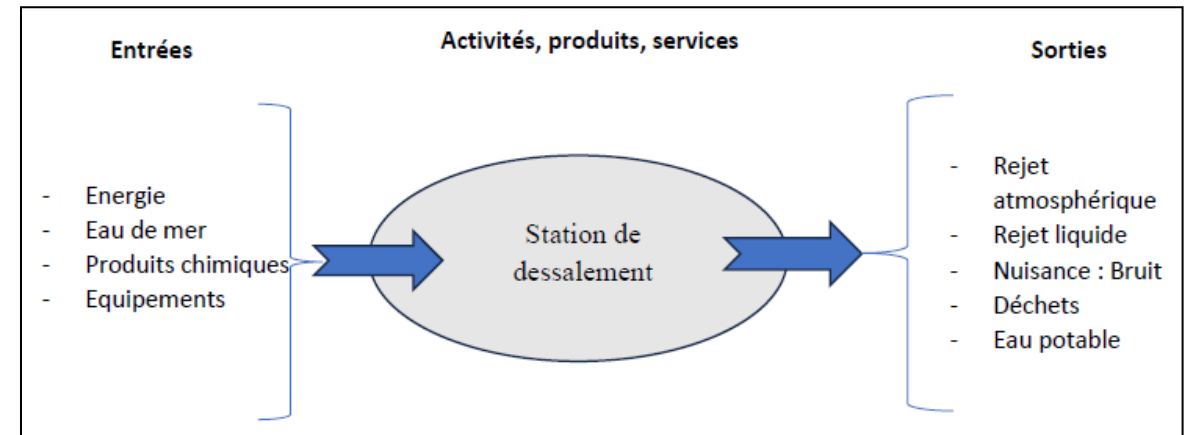 Entrées
Activités, produits, services
Sorties
- Energie
- Eau de mer
- Produits chimiques
- Equipements
Station de
dessalement
- Rejet
atmosphérique
- Rejet liquide
- Nuisance : Bruit
- Déchets
- Eau potable